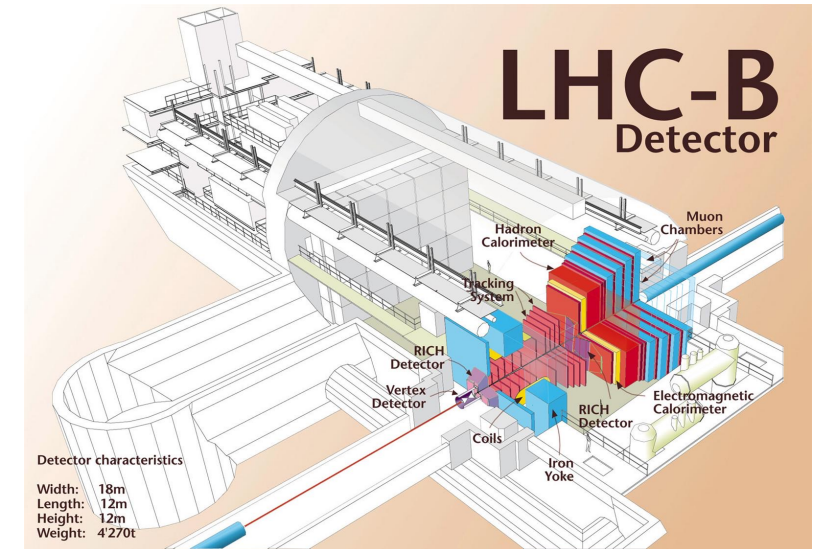 LHC-B
Detector
Muon
Chambers
Hadron
Calorimeter
Tracking
System
RICH
Detector
Vertex
Detector
Coils
Iron
Yoke
RICH
Detector
Electromagnetic
Calorimeter
Detector characteristics
Width: 18m
Length: 12m
Height: 12m
Weight: 4'270t